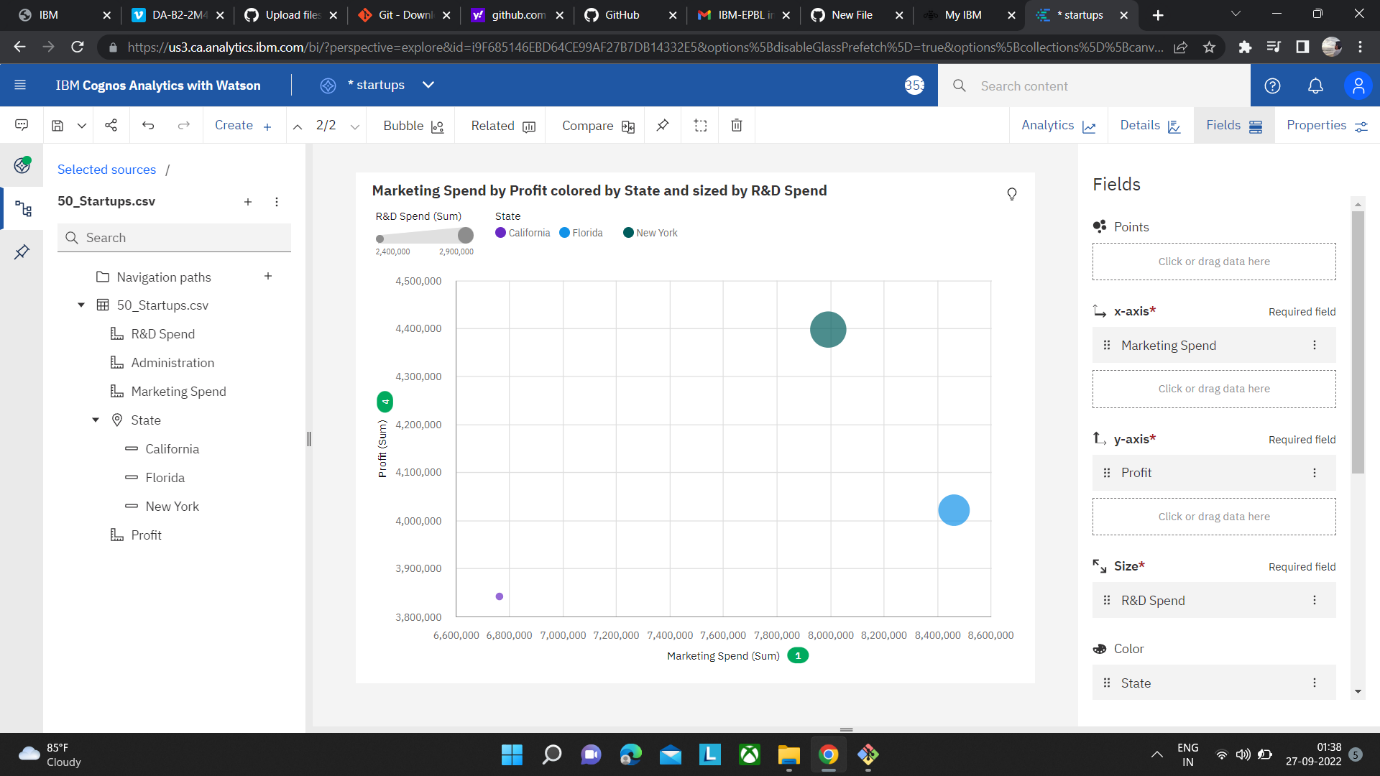 IBM
DA-B2-2M4
Upload files
Git - Downl
github.com
GitHub
IBM-EPBL in
New File
My IBM
* startups
https://us3.ca.analytics.ibm.com/bi/?perspective=explore&id=i9F685146EBD64CE99AF27B7DB14332E5&options%5BdisableGlassPrefetch%5D=true&options%5Bcollections%5D%5Bcanv...
IBM Cognos Analytics with Watson
* startups
353
Search content
Create
2/2
Bubble
Related
Compare
Analytics
Details
Fields
Properties
Selected sources /
50_Startups.csv
Search
Navigation paths
50_Startups.csv
R&D Spend
Administration
Marketing Spend
State
California
Florida
New York
Profit
Marketing Spend by Profit colored by State and sized by R&D Spend
R&D Spend (Sum)
2,400,000 2,900,000
State
California Florida New York
4,500,000
4,400,000
4,300,000
4,200,000
4,100,000
4,000,000
3,900,000
3,800,000
Profit (Sum) 4
6,600,000 6,800,000 7,000,000 7,200,000 7,400,000 7,600,000 7,800,000 8,000,000 8,200,000 8,400,000 8,600,000
Marketing Spend (Sum) 1
Fields
Points
Click or drag data here
x-axis* Required field
Marketing Spend
Click or drag data here
y-axis* Required field
Profit
Click or drag data here
Size* Required field
R&D Spend
Color
State
85°F
Cloudy
L
ENG
IN
01:38
27-09-2022
5